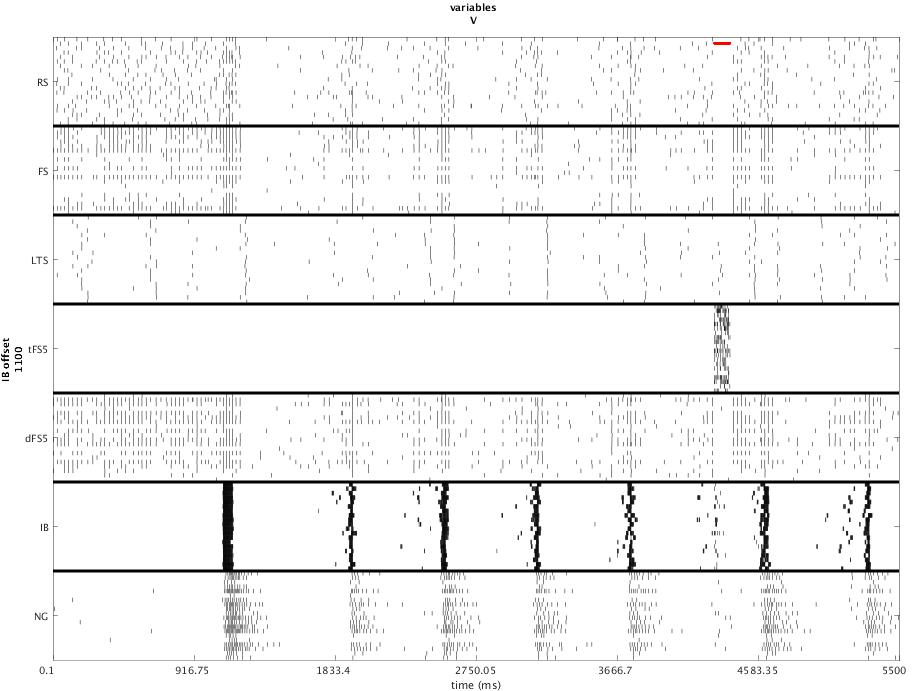 variables
V
RS
FS
LTS
tFS5
dFS5
IB
NG
IB offset
1100
0.1 916.75 1833.4 2750.05 3666.7 4583.35 5500
time (ms)